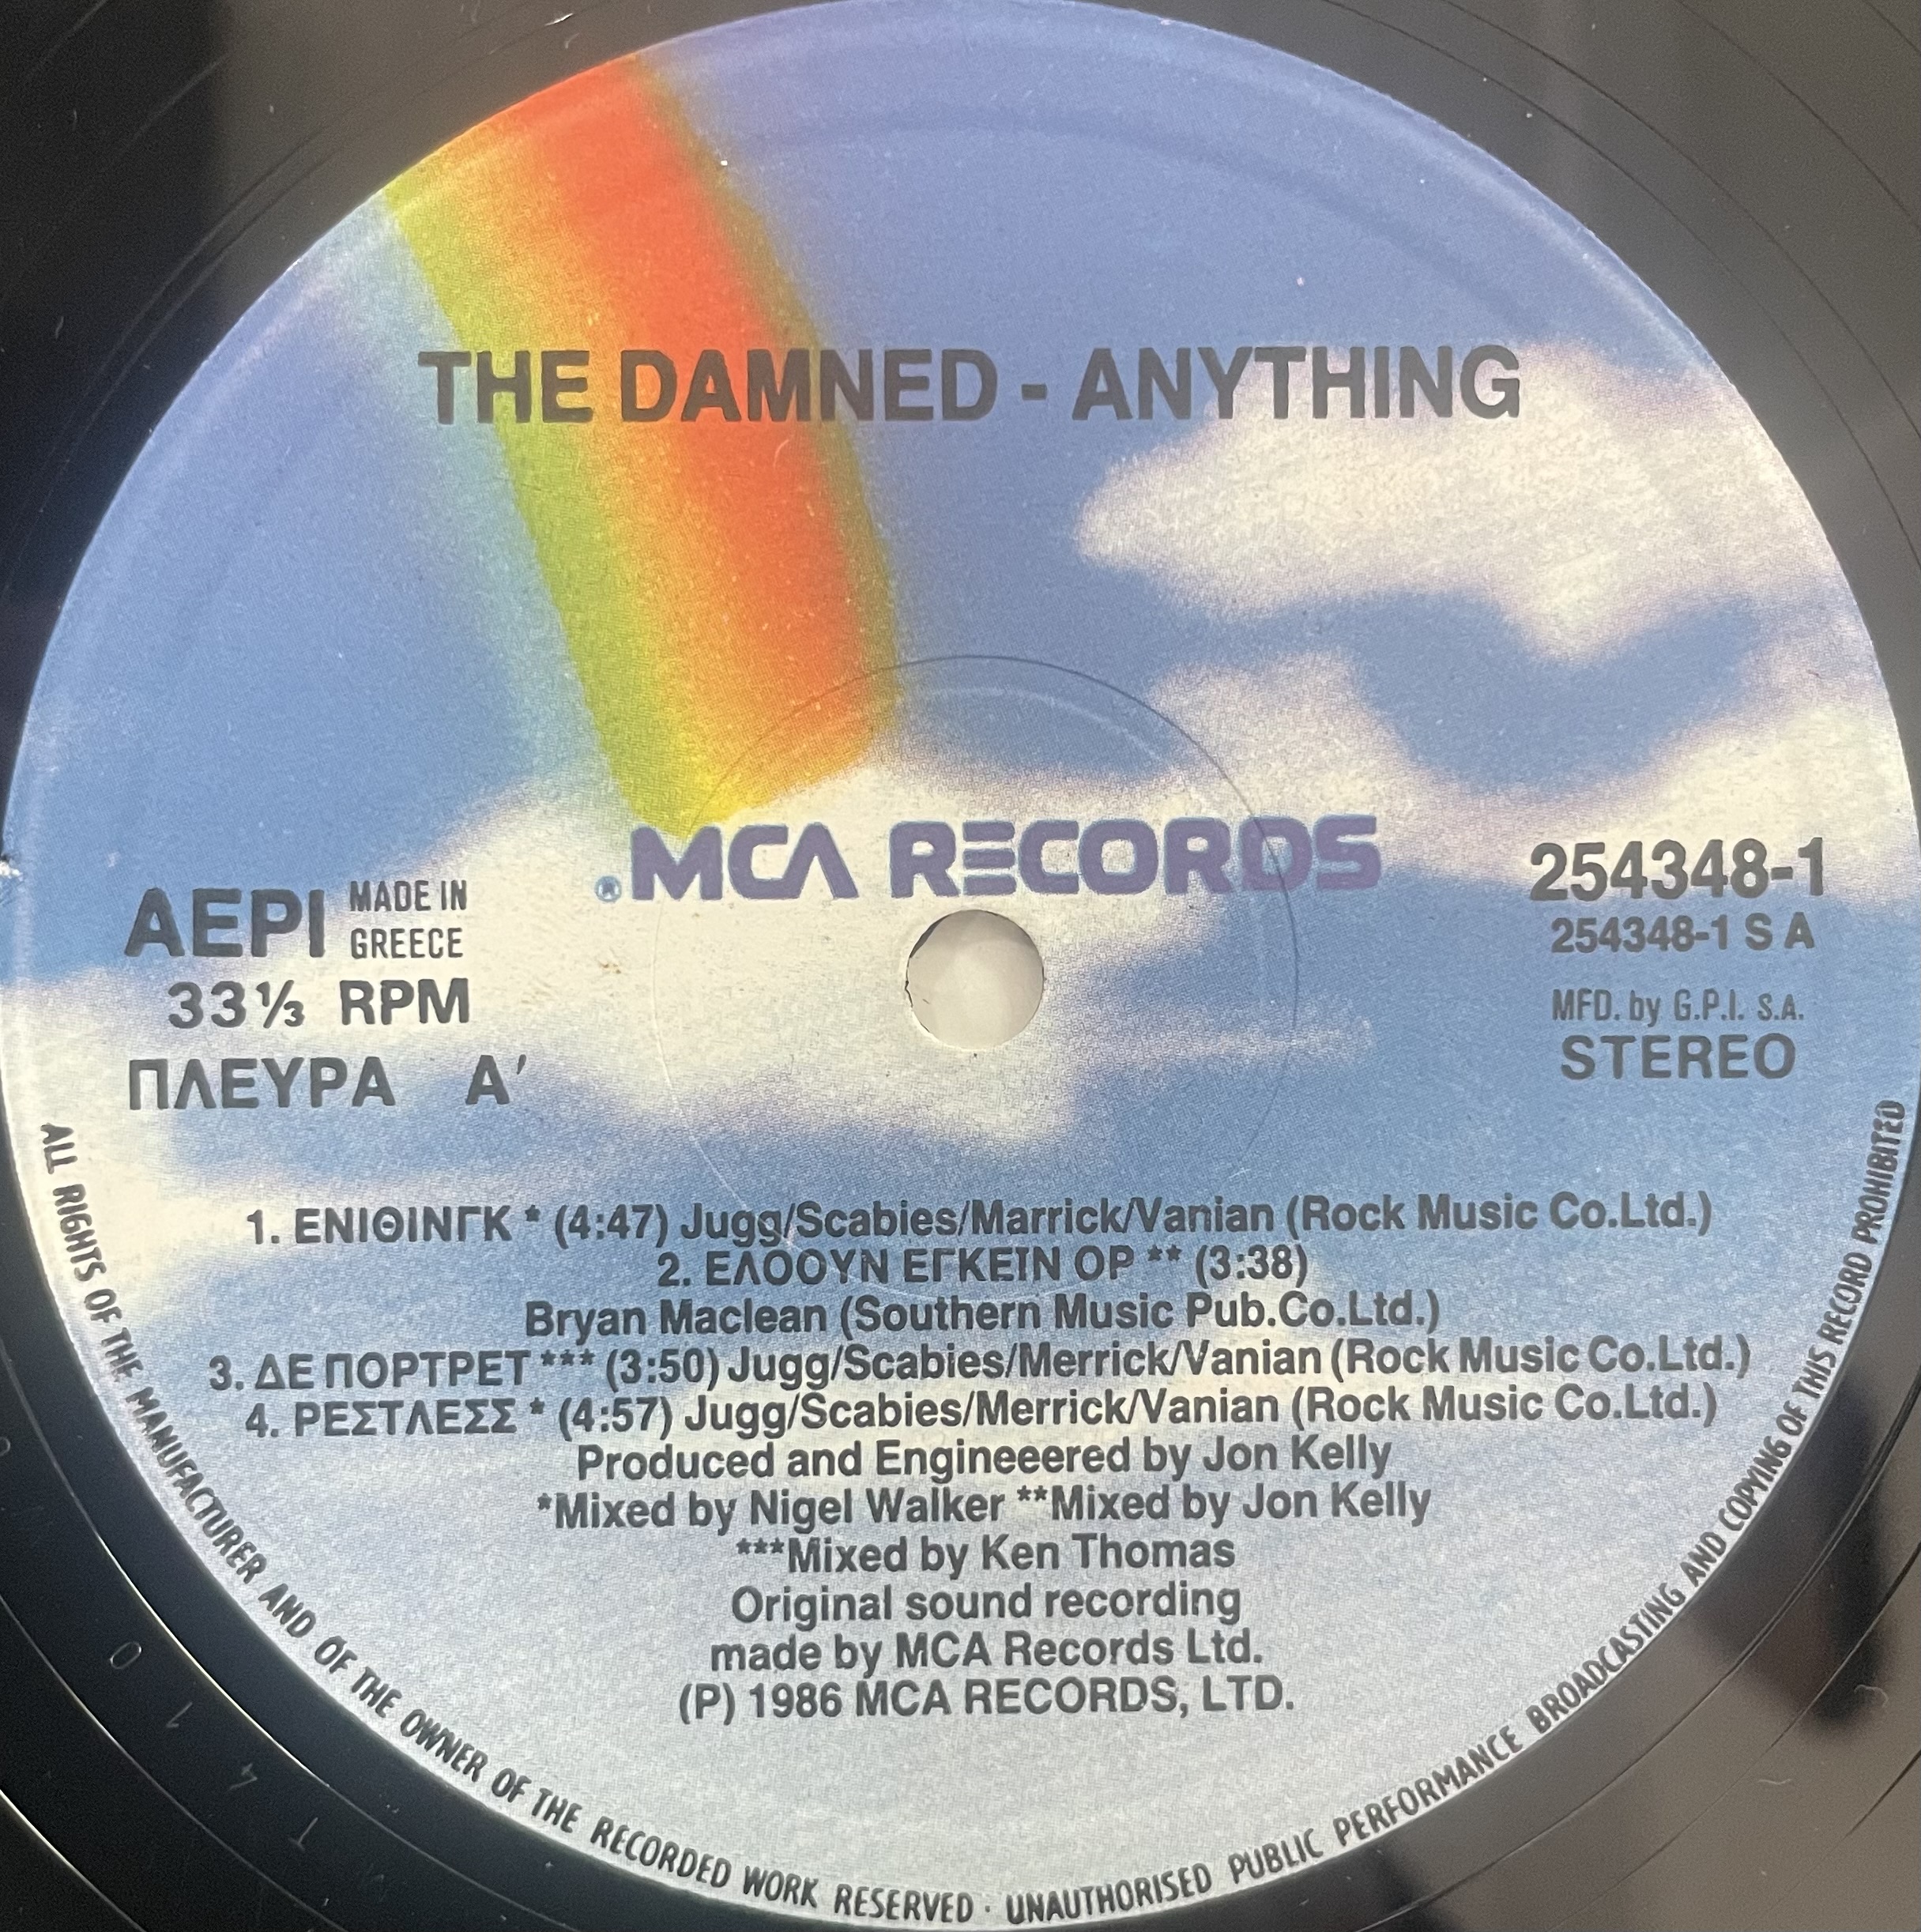 THE DAMNED - ANYTHING
®MCA RECORDS
AEPI MADE IN
GREECE
33⅓ RPM
ΠΛΕΥΡΑ Α'
254348-1
254348-1 S A
MFD. by G.P.I. S.A.
STEREO
1. ΕΝΙΘΙΝΓΚ * (4:47) Jugg/Scabies/Marrick/Vanian (Rock Music Co.Ltd.)
2. ΕΛΟΟΥΝ ΕΓΚΕΙΝ ΟΡ ** (3:38)
Bryan Maclean (Southern Music Pub.Co.Ltd.)
3. ΔΕ ΠΟΡΤΡΕΤ *** (3:50) Jugg/Scabies/Merrick/Vanian (Rock Music Co.Ltd.)
4. ΡΕΣΤΛΕΣΣ * (4:57) Jugg/Scabies/Merrick/Vanian (Rock Music Co.Ltd.)
Produced and Engineeered by Jon Kelly
*Mixed by Nigel Walker **Mixed by Jon Kelly
***Mixed by Ken Thomas
Original sound recording
made by MCA Records Ltd.
(P) 1986 MCA RECORDS, LTD.
ALL RIGHTS OF THE MANUFACTURER AND OF THE OWNER OF THE RECORDED WORK RESERVED · UNAUTHORISED PUBLIC PERFORMANCE BROADCASTING AND COPYING OF THIS RECORD PROHIBITED